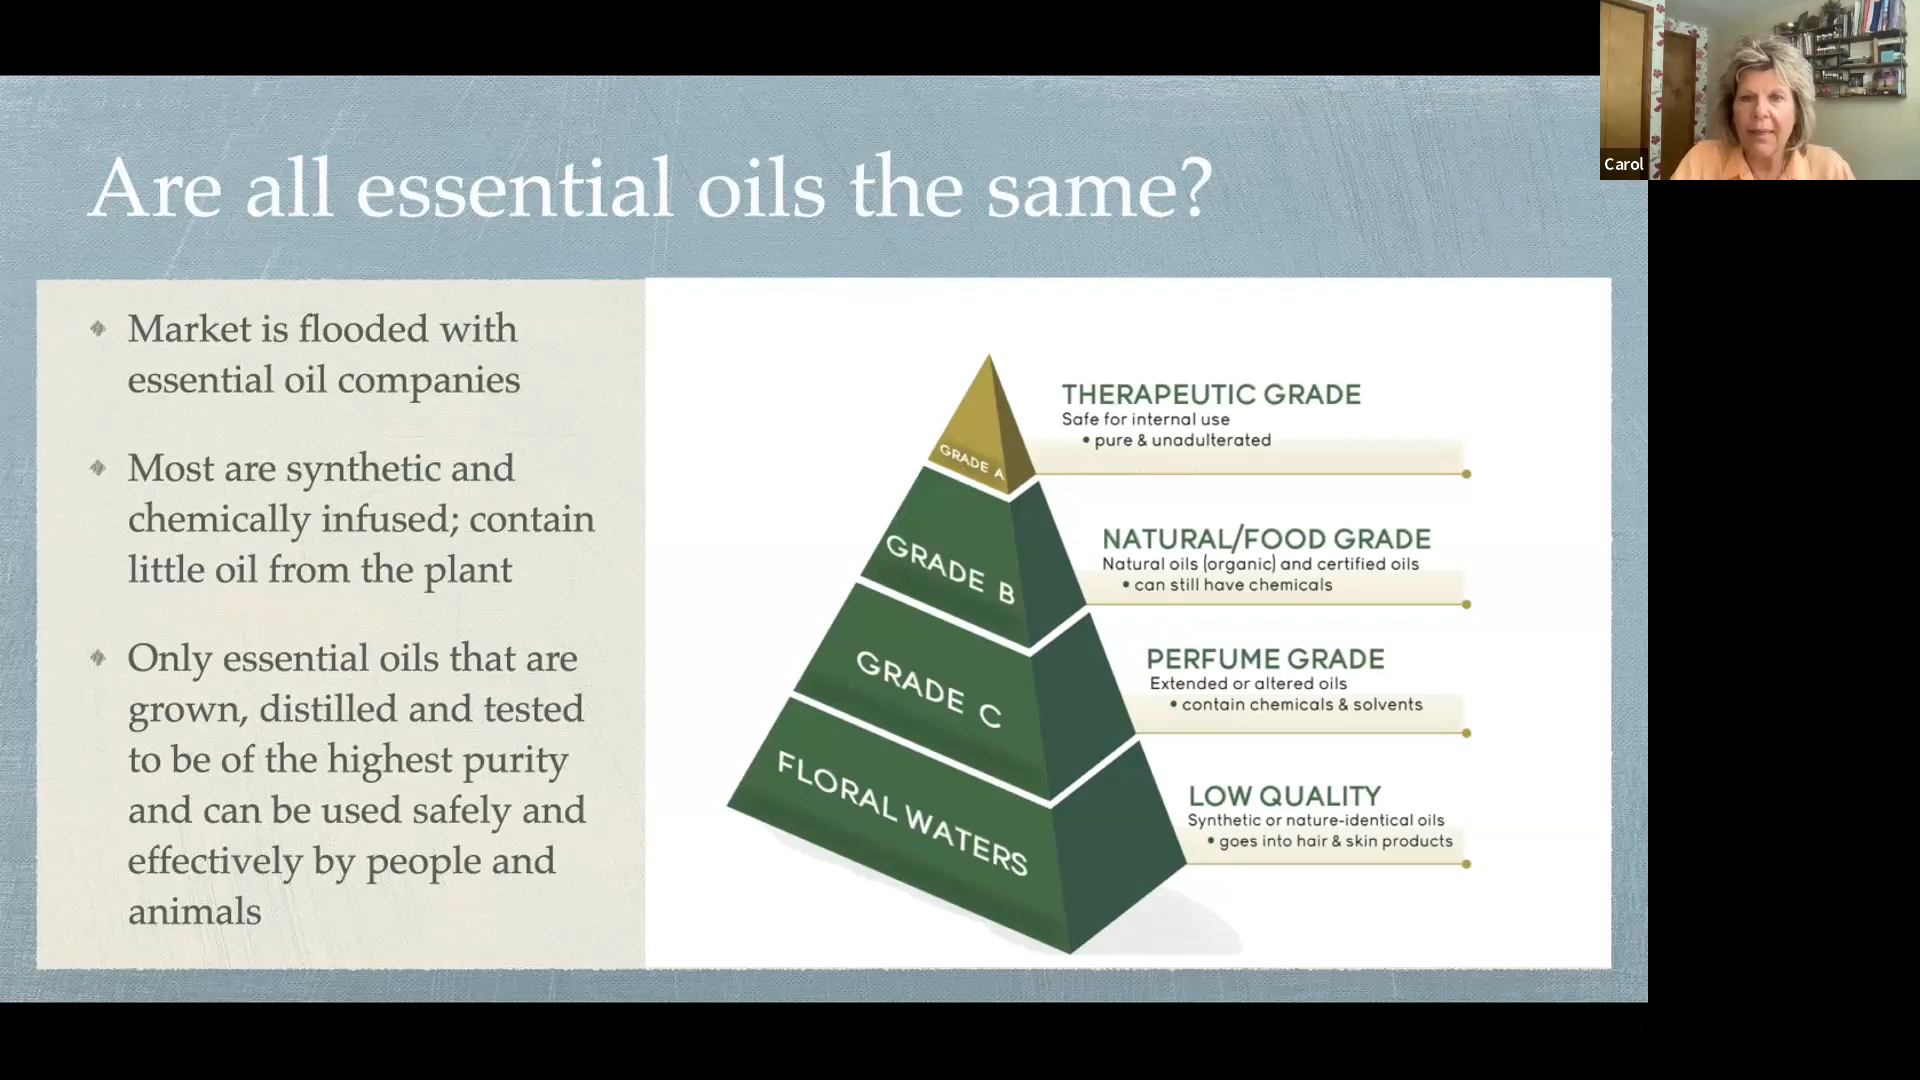 Carol
Are all essential oils the same?
Market is flooded with
essential oil companies
Most are synthetic and
chemically infused; contain
little oil from the plant
Only essential oils that are
grown, distilled and tested
to be of the highest purity
and can be used safely and
effectively by people and
animals
GRADE A
GRADE B
GRADE C
FLORAL WATERS
THERAPEUTIC GRADE
Safe for internal use
• pure & unadulterated
NATURAL/FOOD GRADE
Natural oils (organic) and certified oils
• can still have chemicals
PERFUME GRADE
Extended or altered oils
• contain chemicals & solvents
LOW QUALITY
Synthetic or nature-identical oils
• goes into hair & skin products